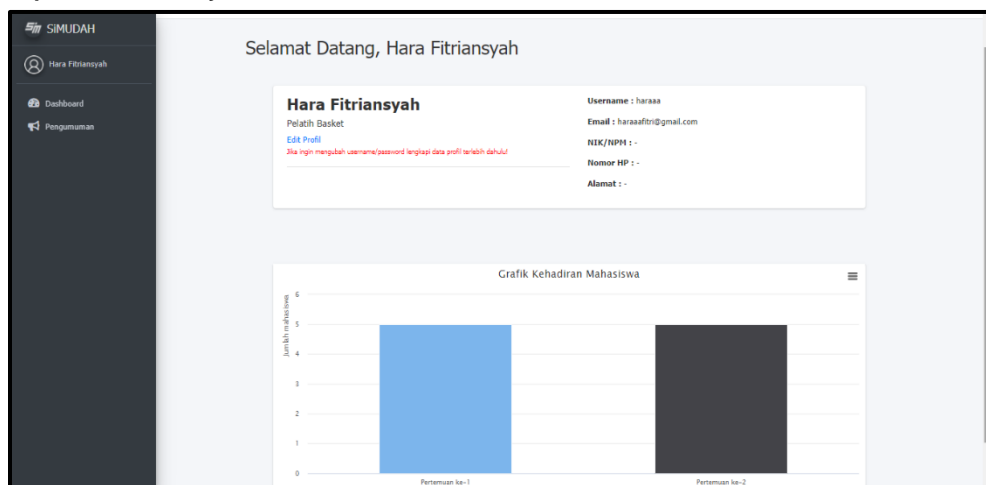 SiMUDAH
Hara Fitriansyah
Dashboard
Pengumuman
Selamat Datang, Hara Fitriansyah
Hara Fitriansyah
Pelatih Basket
Edit Profil
Jika ingin mengubah username/password lengkapi data profil terlebih dahulu!
Username : haraaa
Email : haraaafitri@gmail.com
NIK/NPM : -
Nomor HP : -
Alamat : -
Grafik Kehadiran Mahasiswa
Jumlah mahasiswa
6
5
4
3
2
1
0
Pertemuan ke-1
Pertemuan ke-2